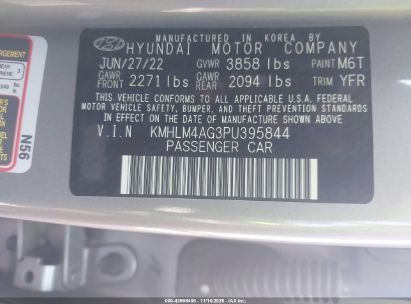 MANUFACTURED IN KOREA BY
HYUNDAI MOTOR COMPANY
JUN/27/22 GVWR 3858 lbs PAINT M6T
GAWR FRONT 2271 lbs GAWR REAR 2094 lbs TRIM YFR
THIS VEHICLE CONFORMS TO ALL APPLICABLE U.S. FEDERAL
MOTOR VEHICLE SAFETY, BUMPER, AND THEFT PREVENTION STANDARDS
IN EFFECT ON THE DATE OF MANUFACTURE SHOWN ABOVE.
V.I.N KMHLM4AG3PU395844
PASSENGER CAR
N56